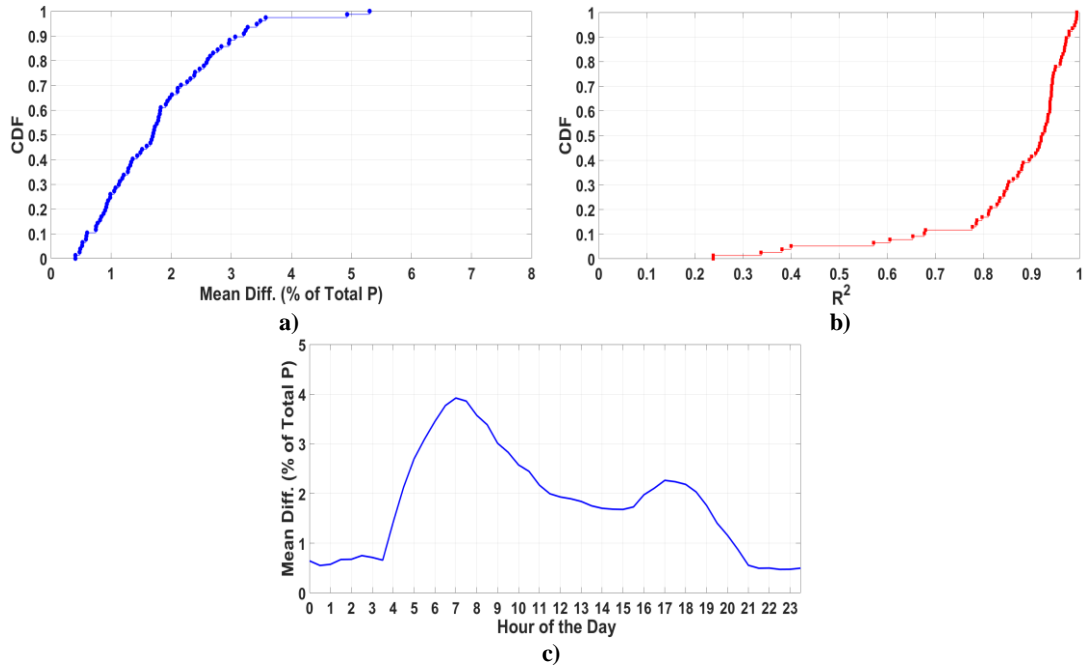 1
0.9
0.8
0.7
0.6
0.5
0.4
0.3
0.2
0.1
0
CDF
0 1 2 3 4 5 6 7 8
Mean Diff. (% of Total P)
a)
1
0.9
0.8
0.7
0.6
0.5
0.4
0.3
0.2
0.1
0
CDF
0 0.1 0.2 0.3 0.4 0.5 0.6 0.7 0.8 0.9 1
R²
b)
5
4
3
2
1
0
Mean Diff. (% of Total P)
0 1 2 3 4 5 6 7 8 9 10 11 12 13 14 15 16 17 18 19 20 21 22 23
Hour of the Day
c)